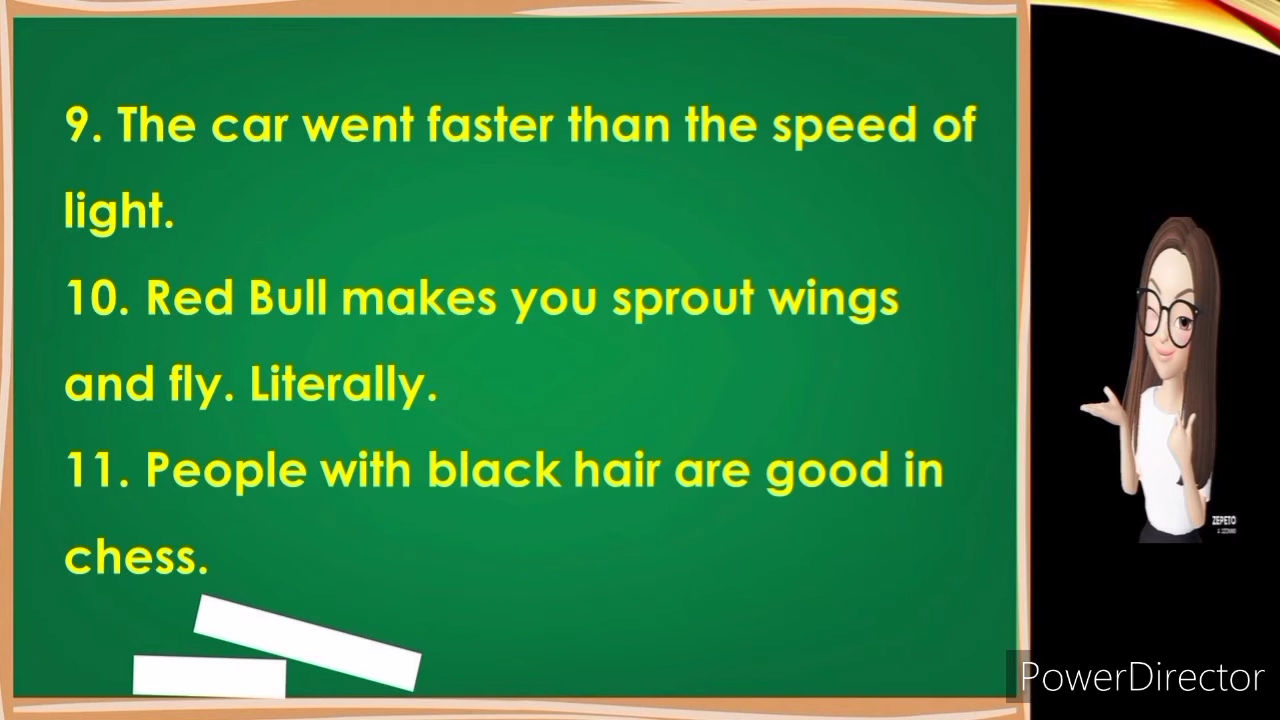 9. The car went faster than the speed of
light.
10. Red Bull makes you sprout wings
and fly. Literally.
11. People with black hair are good in
chess.
ZEPETO
PowerDirector